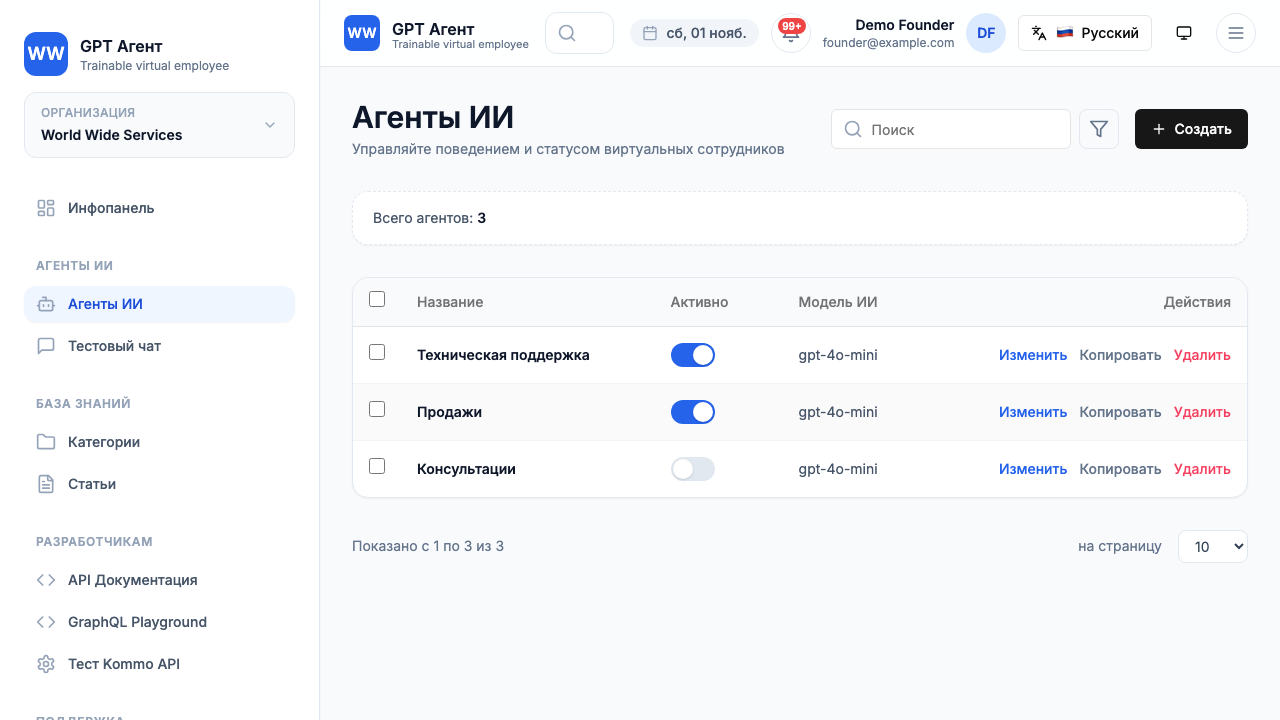 WW
GPT Агент
Trainable virtual employee
ОРГАНИЗАЦИЯ
World Wide Services
Инфопанель
АГЕНТЫ ИИ
Агенты ИИ
Тестовый чат
БАЗА ЗНАНИЙ
Категории
Статьи
РАЗРАБОТЧИКАМ
API Документация
GraphQL Playground
Тест Kommo API
ПОДДЕРЖКА
WW
GPT Агент
Trainable virtual employee
сб, 01 нояб.
99+
Demo Founder
founder@example.com
DF
Русский
Агенты ИИ
Управляйте поведением и статусом виртуальных сотрудников
Поиск
Создать
Всего агентов: 3
Название Активно Модель ИИ Действия
Техническая поддержка gpt-4o-mini Изменить Копировать Удалить
Продажи gpt-4o-mini Изменить Копировать Удалить
Консультации gpt-4o-mini Изменить Копировать Удалить
Показано с 1 по 3 из 3
на страницу 10